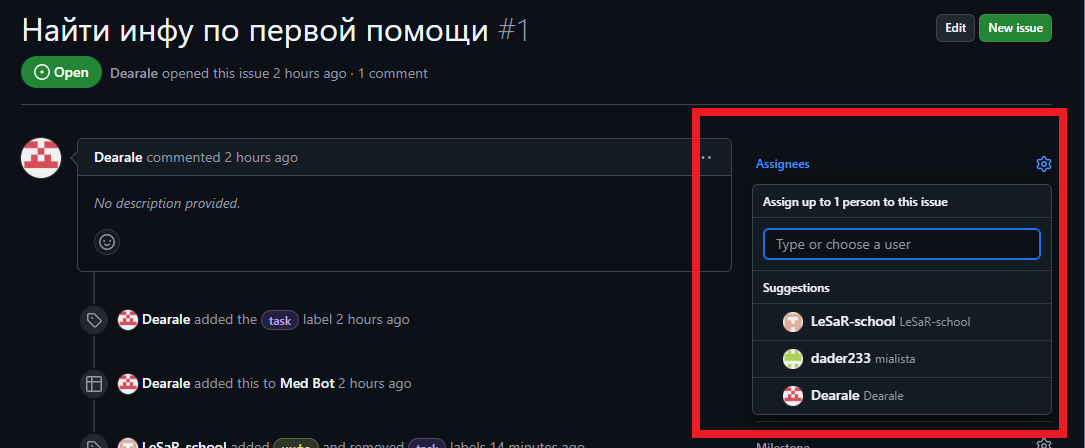 Найти инфу по первой помощи #1
Edit
New issue
Open
Dearale opened this issue 2 hours ago · 1 comment
Dearale commented 2 hours ago
No description provided.
Assignees
Assign up to 1 person to this issue
Type or choose a user
Suggestions
LeSaR-school LeSaR-school
dader233 mialista
Dearale Dearale
Dearale added the task label 2 hours ago
Dearale added this to Med Bot 2 hours ago
LeSaR-school added and removed task labels 14 minutes ago
Milestone